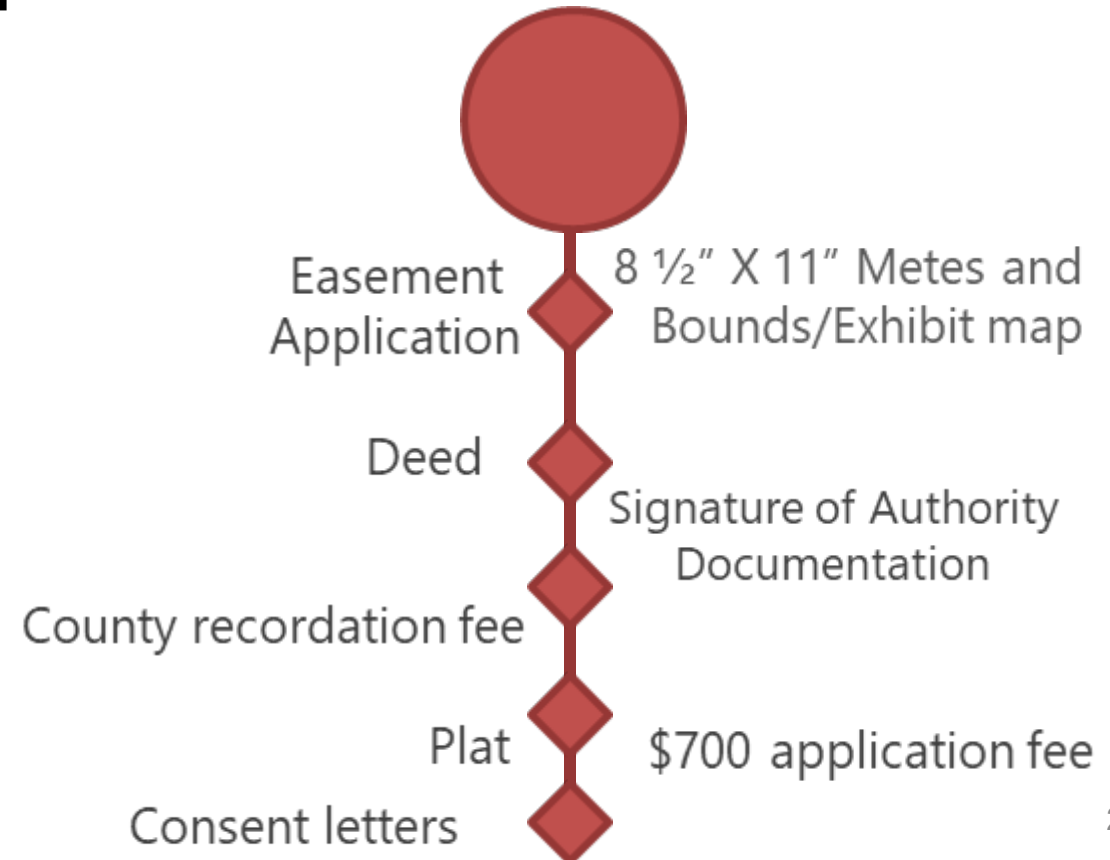 Easement
Application
8 ½” X 11” Metes and
Bounds/Exhibit map
Deed
Signature of Authority
Documentation
County recordation fee
Plat
$700 application fee
Consent letters